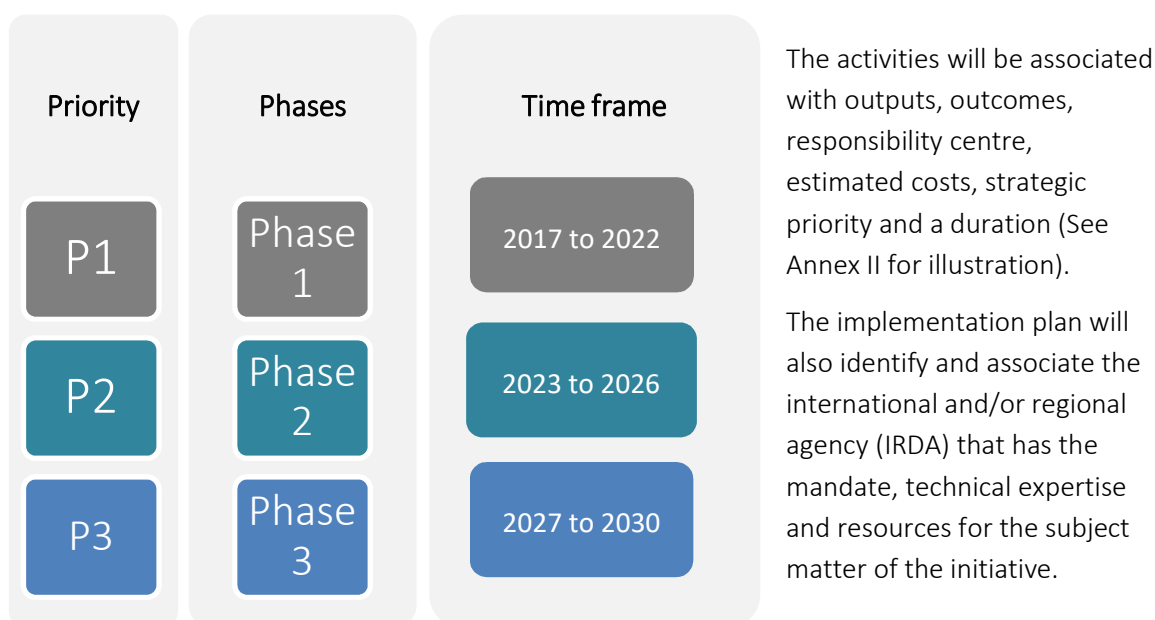 Priority
Phases
Time frame
P1
Phase
1
2017 to 2022
P2
Phase
2
2023 to 2026
P3
Phase
3
2027 to 2030
The activities will be associated
with outputs, outcomes,
responsibility centre,
estimated costs, strategic
priority and a duration (See
Annex II for illustration).
The implementation plan will
also identify and associate the
international and/or regional
agency (IRDA) that has the
mandate, technical expertise
and resources for the subject
matter of the initiative.